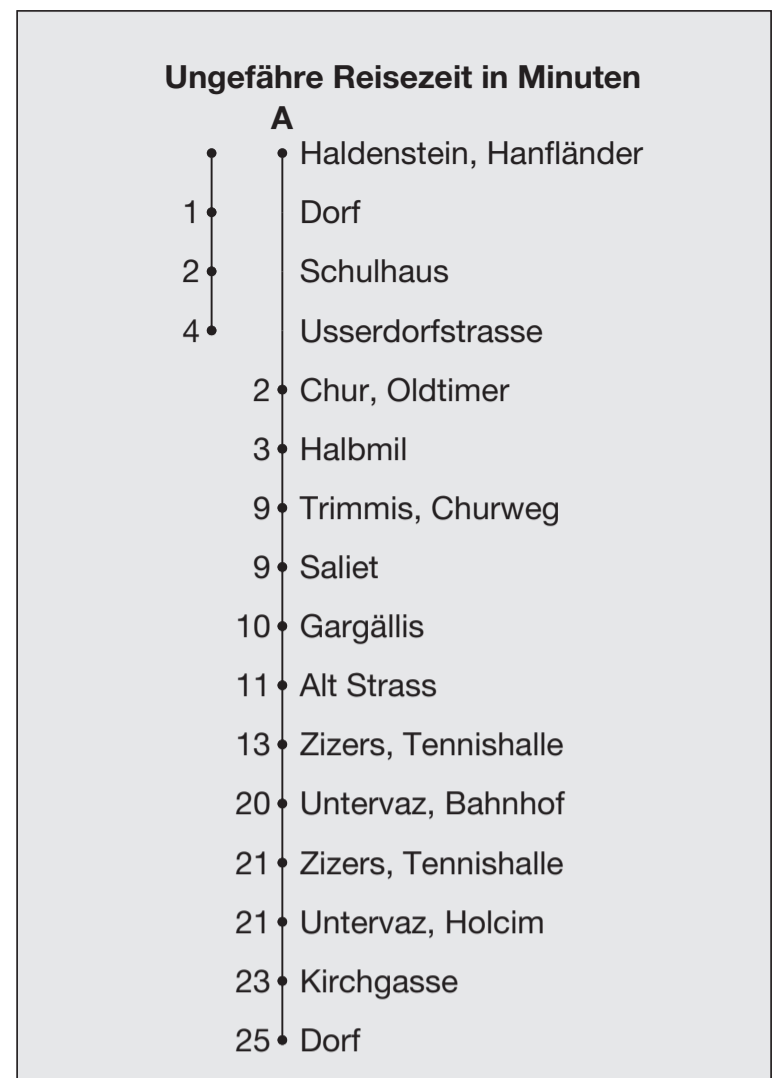 Ungefähre Reisezeit in Minuten
A
Haldenstein, Hanfländer
1 Dorf
2 Schulhaus
4 Usserdorfstrasse
2 Chur, Oldtimer
3 Halbmil
9 Trimmis, Churweg
9 Saliet
10 Gargällis
11 Alt Strass
13 Zizers, Tennishalle
20 Untervaz, Bahnhof
21 Zizers, Tennishalle
21 Untervaz, Holcim
23 Kirchgasse
25 Dorf